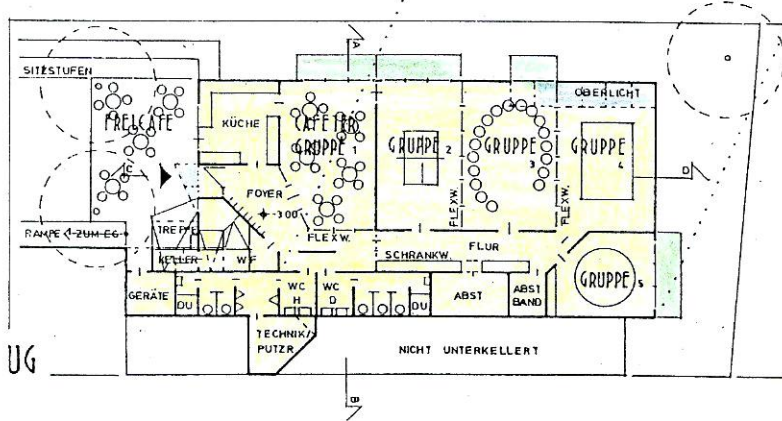 A
SITZSTUFEN
OBERLICHT
FREICAFE
KÜCHE
CAFETER
GRUPPE 1
GRUPPE 2
GRUPPE 3
GRUPPE 4
C
D
FOYER
-300
FLEXW.
FLEXW.
RAMPE ZUM EG
TREPPE
FLEXW.
FLUR
KELLER
WF
SCHRANKW.
GRUPPE 5
GERÄTE
DU
WC
H
WC
D
DU
ABST
ABST
BAND
TECHNIK/
PUTZR
NICHT UNTERKELLERT
UG
B